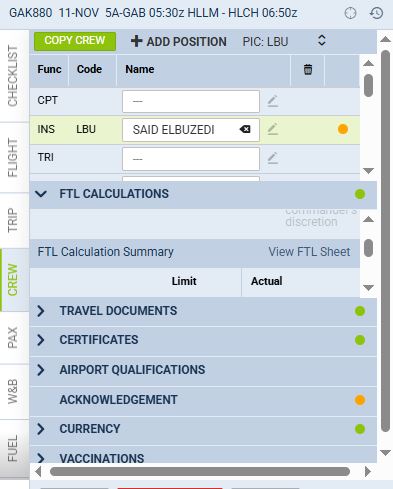 GAK880 11-NOV 5A-GAB 05:30z HLLM - HLCH 06:50z
COPY CREW + ADD POSITION PIC: LBU
Func Code Name
CPT ---
INS LBU SAID ELBUZEDI
TRI ---
FTL CALCULATIONS
commander's
discretion
FTL Calculation Summary View FTL Sheet
Limit Actual
TRAVEL DOCUMENTS
CERTIFICATES
AIRPORT QUALIFICATIONS
ACKNOWLEDGEMENT
CURRENCY
VACCINATIONS
CHECKLIST
FLIGHT
TRIP
CREW
PAX
W&B
FUEL